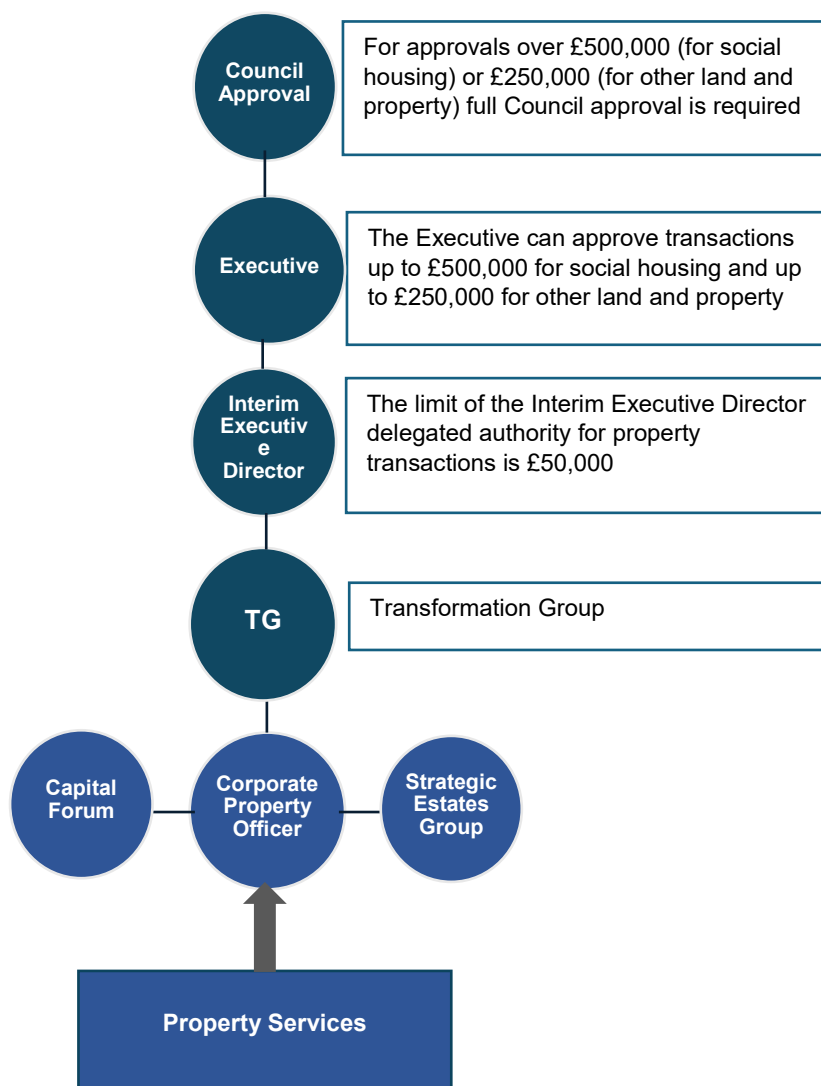 Council
Approval
For approvals over £500,000 (for social
housing) or £250,000 (for other land and
property) full Council approval is required
Executive
The Executive can approve transactions
up to £500,000 for social housing and up
to £250,000 for other land and property
Interim
Executiv
e
Director
The limit of the Interim Executive Director
delegated authority for property
transactions is £50,000
TG
Transformation Group
Capital
Forum
Corporate
Property
Officer
Strategic
Estates
Group
Property Services